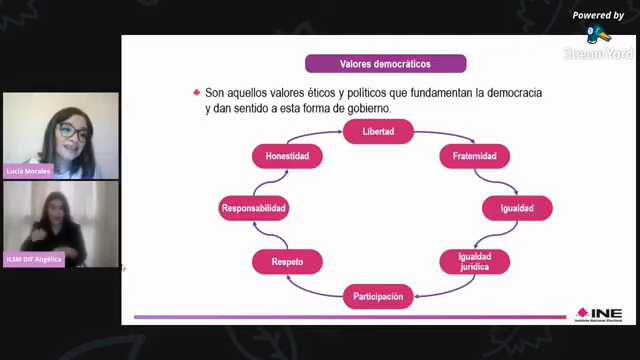 Powered by
StreamYard
Valores democráticos
Son aquellos valores éticos y políticos que fundamentan la democracia
y dan sentido a esta forma de gobierno.
Libertad
Honestidad
Fraternidad
Lucía Morales
Responsabilidad
Igualdad
ILSM DIF Angélica
Respeto
Igualdad
jurídica
Participación
INE
Instituto Nacional Electoral